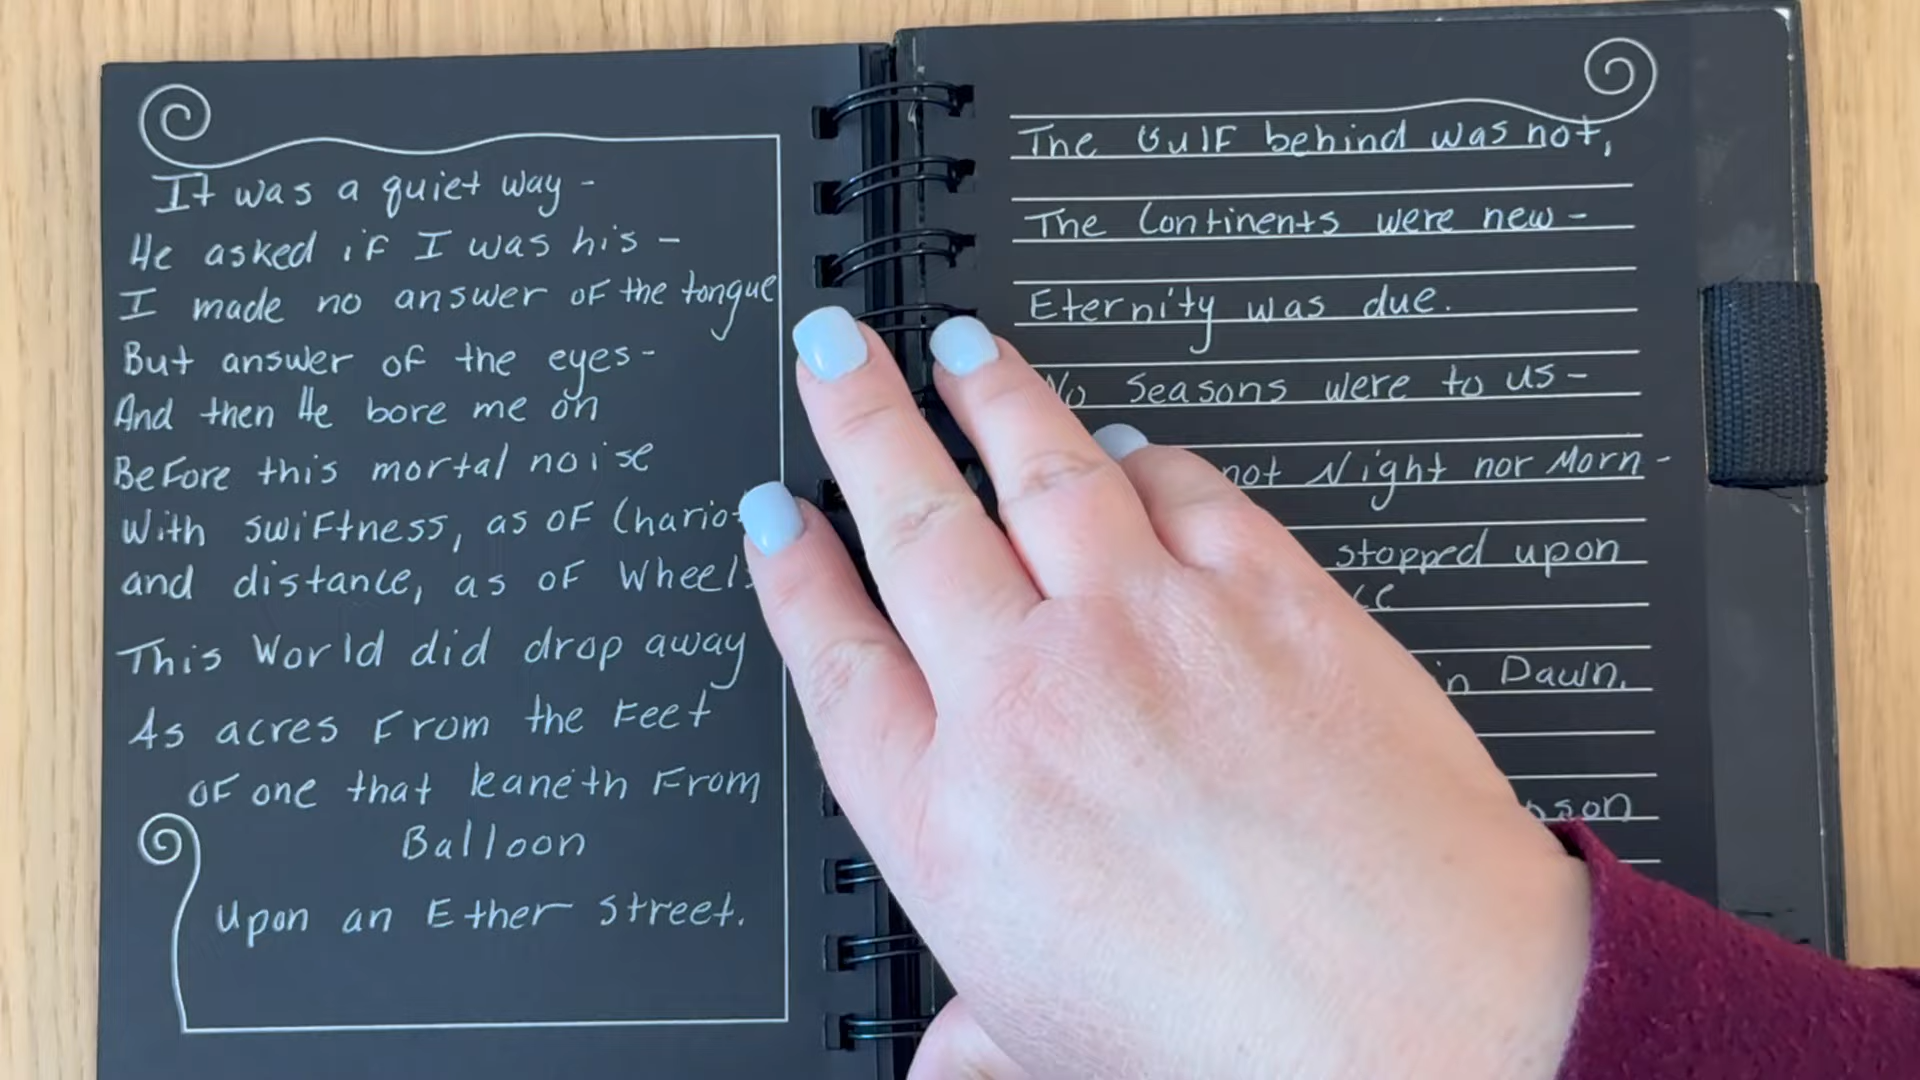 It was a quiet way -
He asked if I was his -
I made no answer of the tongue
But answer of the eyes -
And then He bore me on
Before this mortal noise
With swiftness, as of
and distance, as of
This World did drop away
As acres from the feet
of one that leaneth from
Balloon
Upon an Ether street.
The Gulf behind was not,
The Continents were new -
Eternity was due.
No Seasons were to us -
not Night nor Morn -
stopped upon
in Dawn.